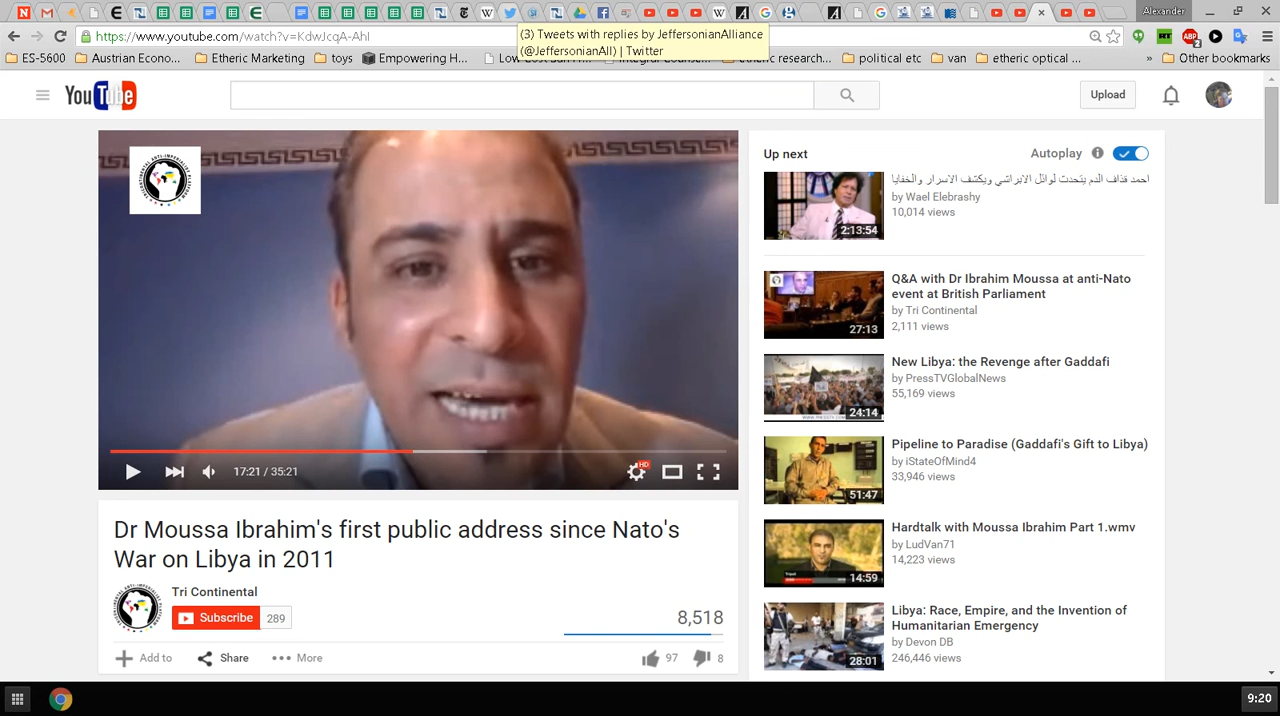 Alexander
https://www.youtube.com/watch?v=KdwJcqA-AhI
(3) Tweets with replies by JeffersonianAlliance
(@JeffersonianAll) | Twitter
ES-5600
Austrian Econo...
Etheric Marketing
toys
Empowering H...
etheric research...
political etc
van
etheric optical ...
» Other bookmarks
YouTube
Upload
17:21 / 35:21
HD
Dr Moussa Ibrahim's first public address since Nato's
War on Libya in 2011
Tri Continental
Subscribe 289
8,518
Add to
Share
More
97
8
Up next
Autoplay
احمد قذاف الدم يتحدث لوائل الابراشي ويكشف الاسرار والخفايا
by Wael Elebrashy
10,014 views
2:13:54
Q&A with Dr Ibrahim Moussa at anti-Nato
event at British Parliament
by Tri Continental
2,111 views
27:13
New Libya: the Revenge after Gaddafi
by PressTVGlobalNews
55,169 views
24:14
Pipeline to Paradise (Gaddafi's Gift to Libya)
by iStateOfMind4
33,946 views
51:47
Hardtalk with Moussa Ibrahim Part 1.wmv
by LudVan71
14,223 views
14:59
Libya: Race, Empire, and the Invention of
Humanitarian Emergency
by Devon DB
246,446 views
28:01
9:20